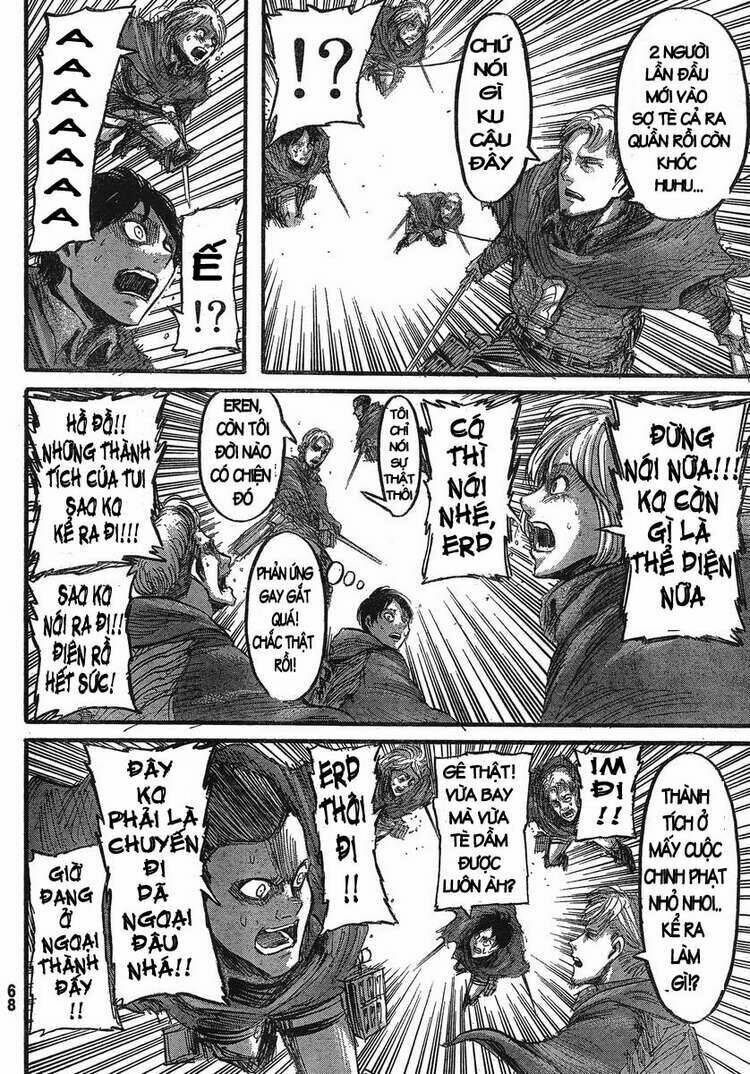 2 NGƯỜI
LẦN ĐẦU
MỚI VÀO
SỢ TÈ CẢ RA
QUẦN RỒI CÒN
KHÓC
HUHU...
CHỨ
NÓI
GÌ
KU
CẬU
ĐÂY
!?
A
A
A
A
A
A
A
A
Ế
!?
ĐỪNG
NÓI NỮA!!!
KO CÒN
GÌ LÀ
THỂ DIỆN
NỮA
CÓ
THÌ
NÓI
NHÉ,
ERD
TÔI
CHỈ
NÓI
SỰ
THẬT
THÔI
EREN,
CÒN TÔI
ĐỜI NÀO
CÓ CHIỆN
ĐÓ
PHẢN ỨNG
GAY GẮT
QUÁ!
CHẮC THẬT
RỒI!
HỒ ĐỒ!!
NHỮNG THÀNH
TÍCH CỦA TUI
SAO KO
KỂ RA ĐI!!!
SAO KO
NÓI RA ĐI!!!
ĐIÊN RỒ
HẾT SỨC!
THÀNH
TÍCH Ở
MẤY CUỘC
CHINH PHẠT
NHỎ NHOI..
KỂ RA
LÀM
GÌ!?
IM
ĐI
!!
GÊ THẬT!
VỪA BAY
MÀ VỪA
TÈ DẦM
ĐƯỢC
LUÔN ÀH?
ERD
THÔI
ĐI
!!
ĐÂY
KO
PHẢI LÀ
CHUYẾN
ĐI
DÃ
NGOẠI
ĐÂU
NHÁ!!
GIỜ
ĐANG
Ở
NGOẠI
THÀNH
ĐẤY
!!
68